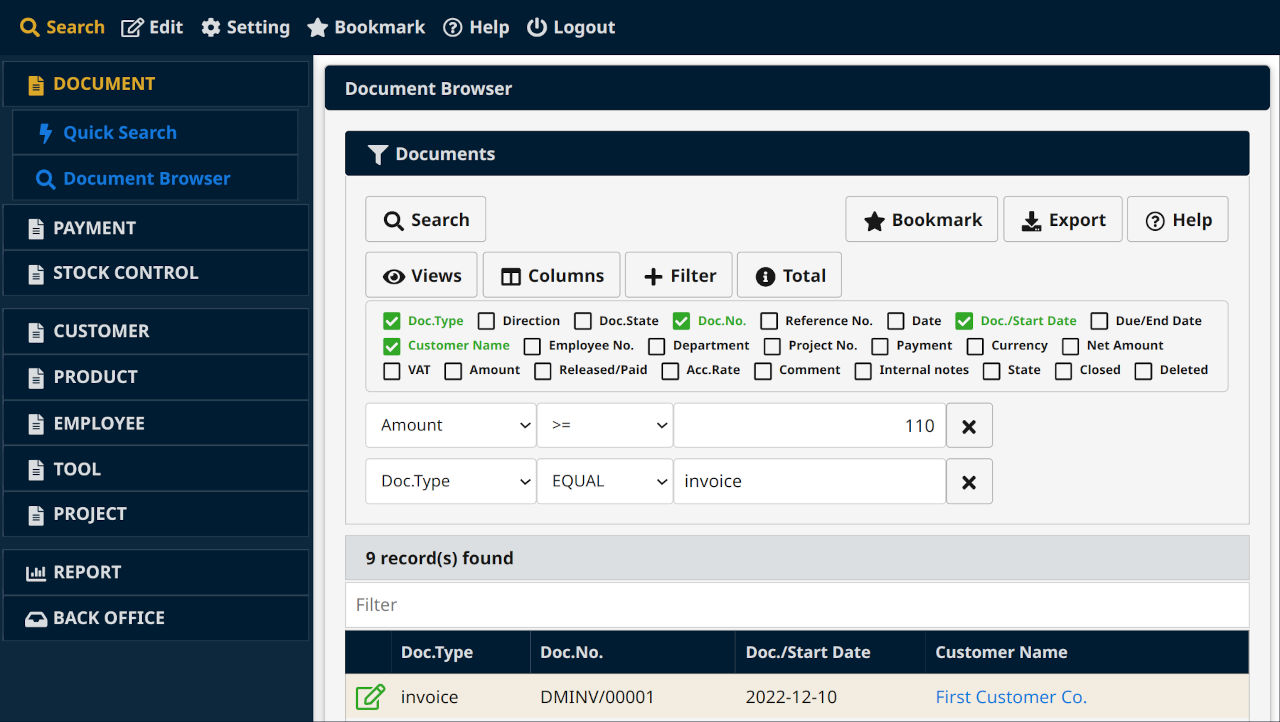 Search Edit Setting Bookmark Help Logout
DOCUMENT
Quick Search
Document Browser
PAYMENT
STOCK CONTROL
CUSTOMER
PRODUCT
EMPLOYEE
TOOL
PROJECT
REPORT
BACK OFFICE
Document Browser
Documents
Search Bookmark Export Help
Views Columns Filter Total
Doc.Type Direction Doc.State Doc.No. Reference No. Date Doc./Start Date Due/End Date
Customer Name Employee No. Department Project No. Payment Currency Net Amount
VAT Amount Released/Paid Acc.Rate Comment Internal notes State Closed Deleted
Amount >= 110
Doc.Type EQUAL invoice
9 record(s) found
Filter
Doc.Type Doc.No. Doc./Start Date Customer Name
invoice DMINV/00001 2022-12-10 First Customer Co.